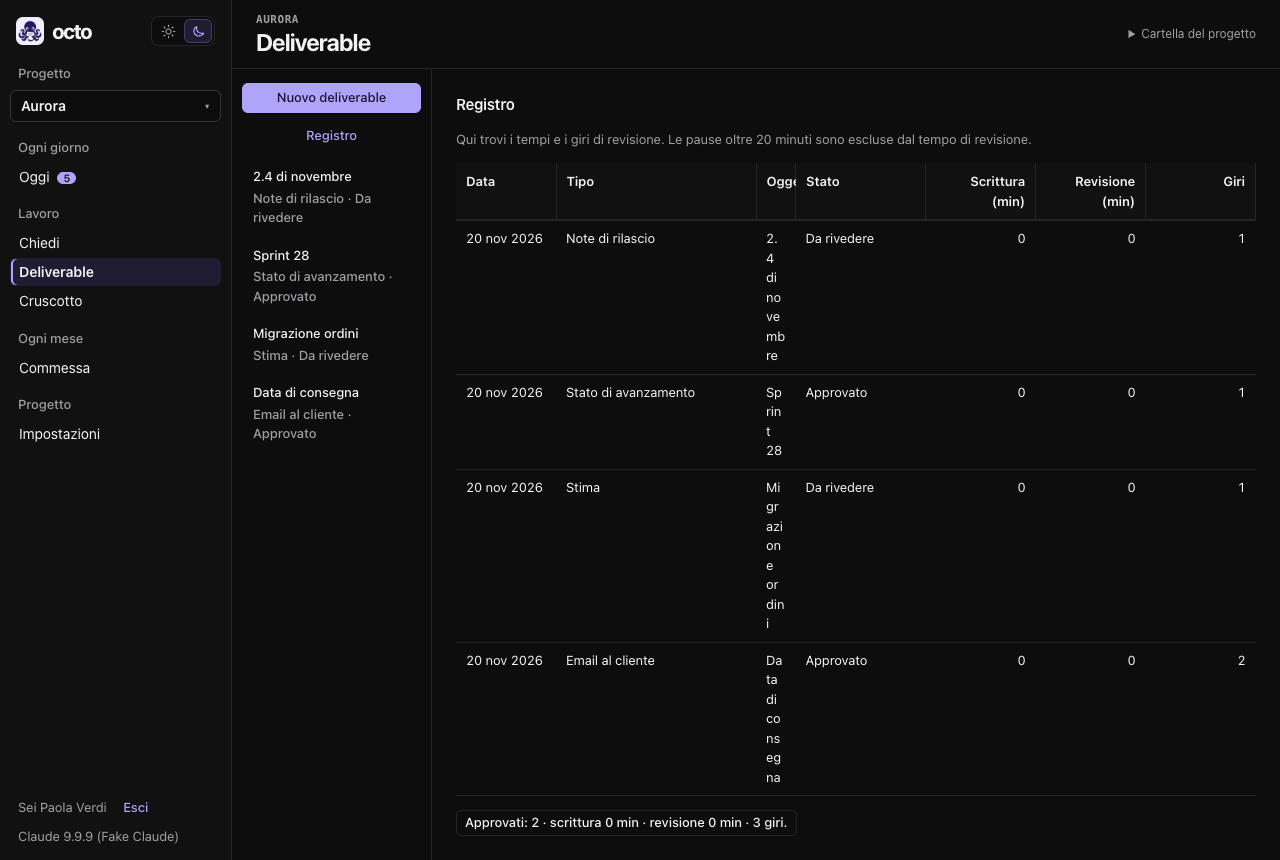 octo
Progetto
Aurora
Ogni giorno
Oggi 5
Lavoro
Chiedi
Deliverable
Cruscotto
Ogni mese
Commessa
Progetto
Impostazioni
Sei Paola Verdi Esci
Claude 9.9.9 (Fake Claude)
AURORA
Deliverable
Cartella del progetto
Nuovo deliverable
Registro
2.4 di novembre
Note di rilascio · Da
rivedere
Sprint 28
Stato di avanzamento ·
Approvato
Migrazione ordini
Stima · Da rivedere
Data di consegna
Email al cliente ·
Approvato
Registro
Qui trovi i tempi e i giri di revisione. Le pause oltre 20 minuti sono escluse dal tempo di revisione.
Data Tipo Ogge Stato Scrittura Revisione Giri
(min) (min)
20 nov 2026 Note di rilascio 2. Da rivedere 0 0 1
4
di
no
ve
mb
re
20 nov 2026 Stato di avanzamento Sp Approvato 0 0 1
rin
t
28
20 nov 2026 Stima Mi Da rivedere 0 0 1
gr
azi
on
e
or
din
i
20 nov 2026 Email al cliente Da Approvato 0 0 2
ta
di
co
ns
eg
na
Approvati: 2 · scrittura 0 min · revisione 0 min · 3 giri.